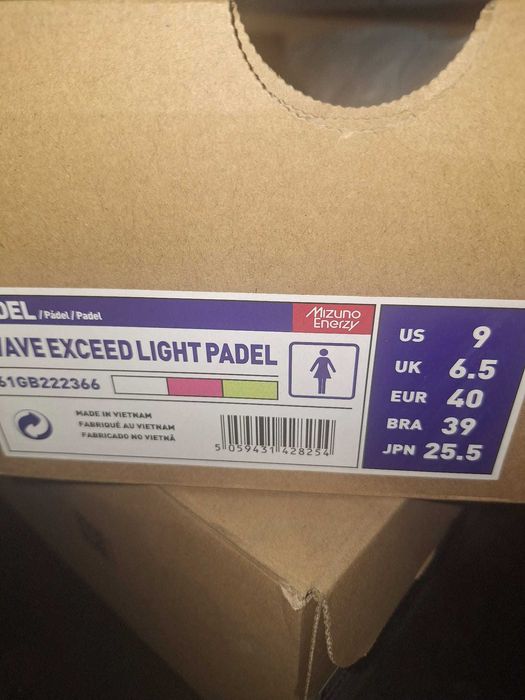 DEL / Pádel / Padel
Mizuno
Enerzy
WAVE EXCEED LIGHT PADEL
61GB222366
MADE IN VIETNAM
FABRIQUÉ AU VIETNAM
FABRICADO NO VIETNÃ
5 059431 428254
US 9
UK 6.5
EUR 40
BRA 39
JPN 25.5